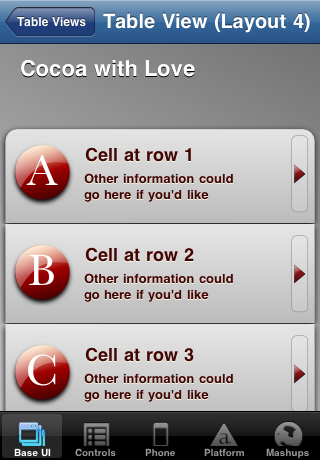 Table Views
Table View (Layout 4)
Cocoa with Love
A
Cell at row 1
Other information could
go here if you'd like
B
Cell at row 2
Other information could
go here if you'd like
C
Cell at row 3
Other information could
go here if you'd like
Base UI
Controls
Phone
Platform
Mashups